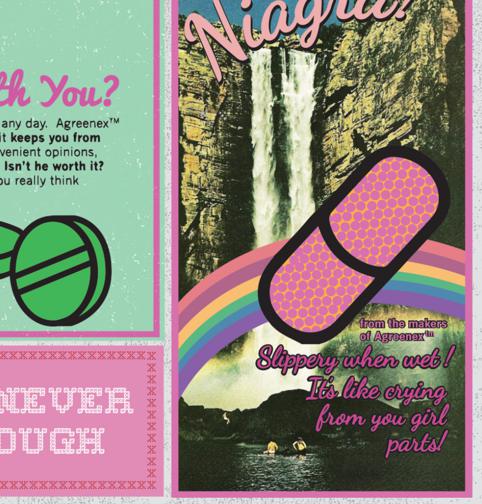 th You?
any day. Agreenex™
it keeps you from
venient opinions,
Isn't he worth it?
ou really think
NEVER
OUGH
Niagra!
from the makers
of Agreenex™
Slippery when wet!
It's like crying
from you girl
parts!